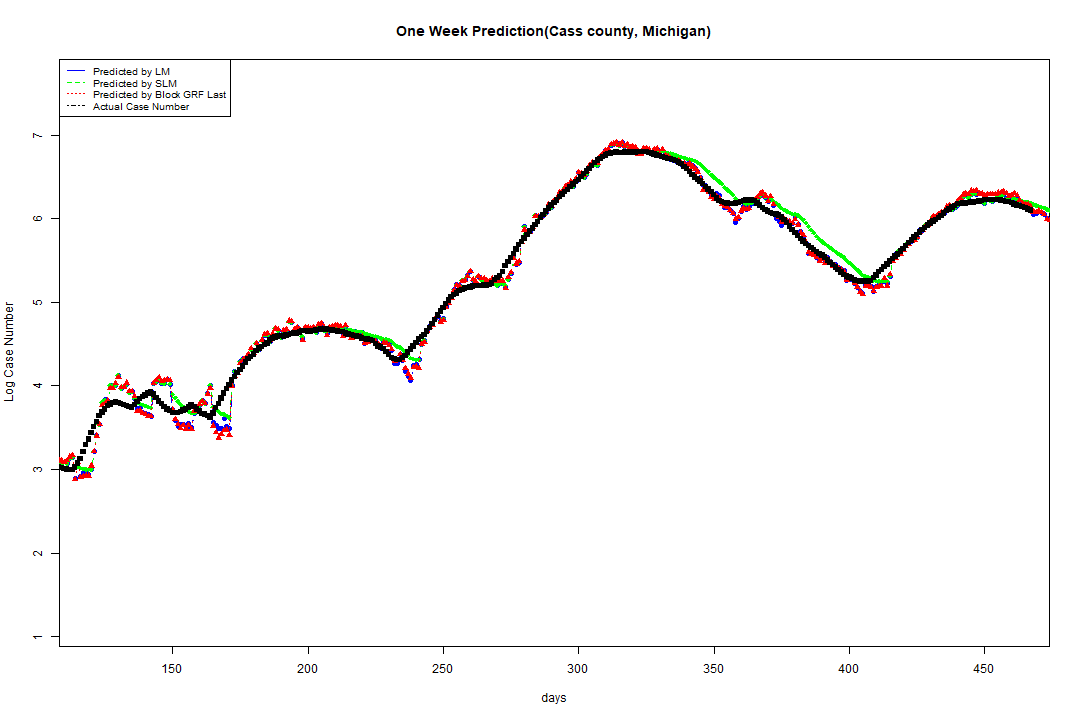 One Week Prediction(Cass county, Michigan)
Predicted by LM
Predicted by SLM
Predicted by Block GRF Last
Actual Case Number
Log Case Number
7
6
5
4
3
2
1
150 200 250 300 350 400 450
days